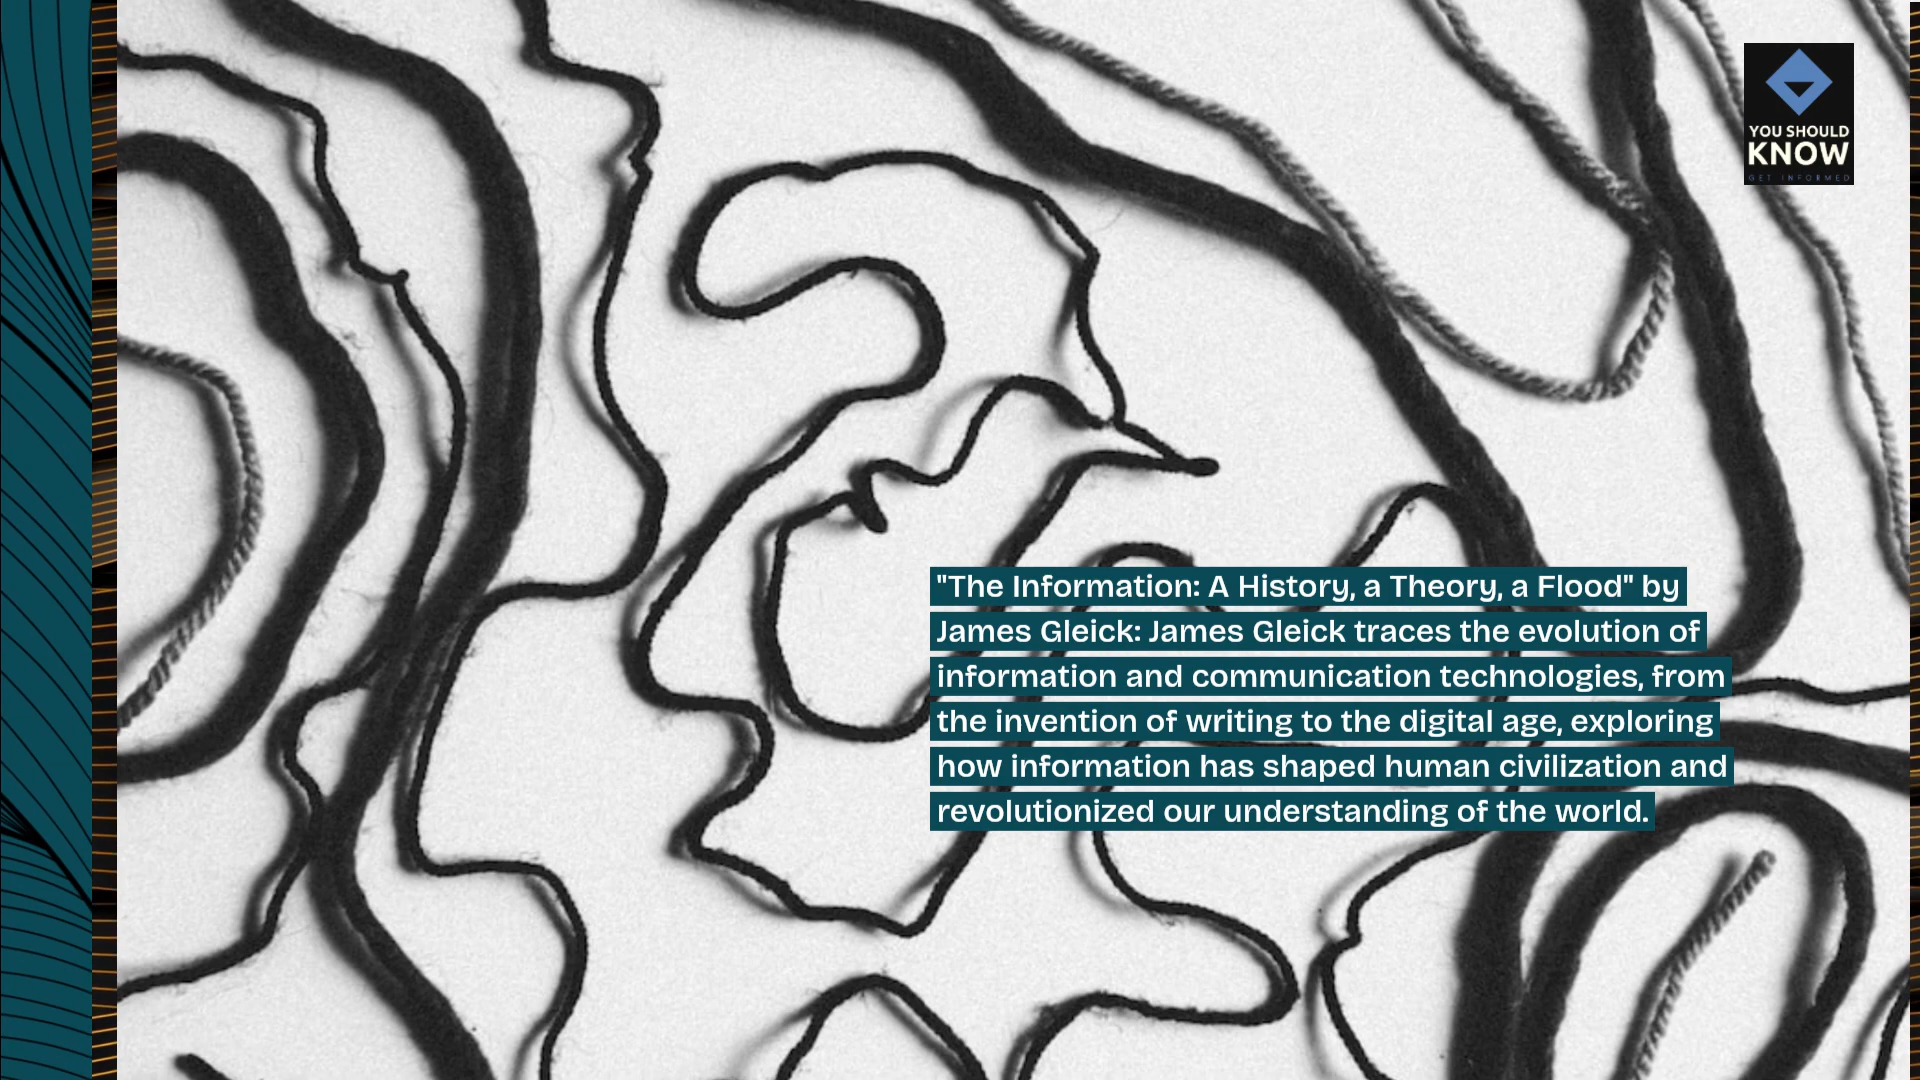 YOU SHOULD
KNOW
GET INFORMED
"The Information: A History, a Theory, a Flood" by
James Gleick: James Gleick traces the evolution of
information and communication technologies, from
the invention of writing to the digital age, exploring
how information has shaped human civilization and
revolutionized our understanding of the world.